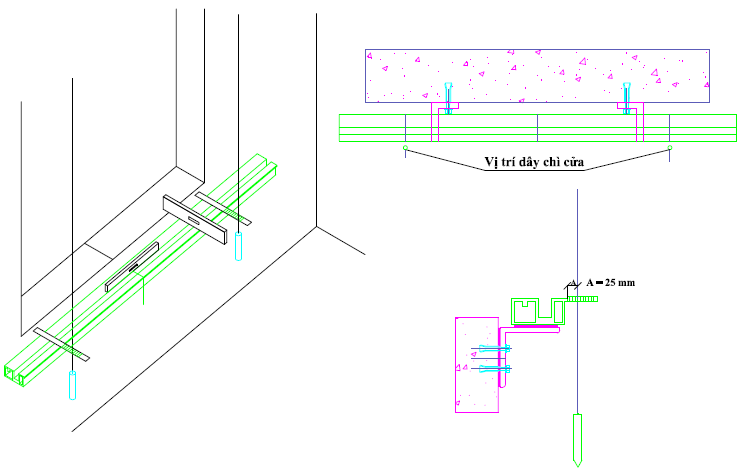 Vị trí dây chì cửa
A
A = 25 mm